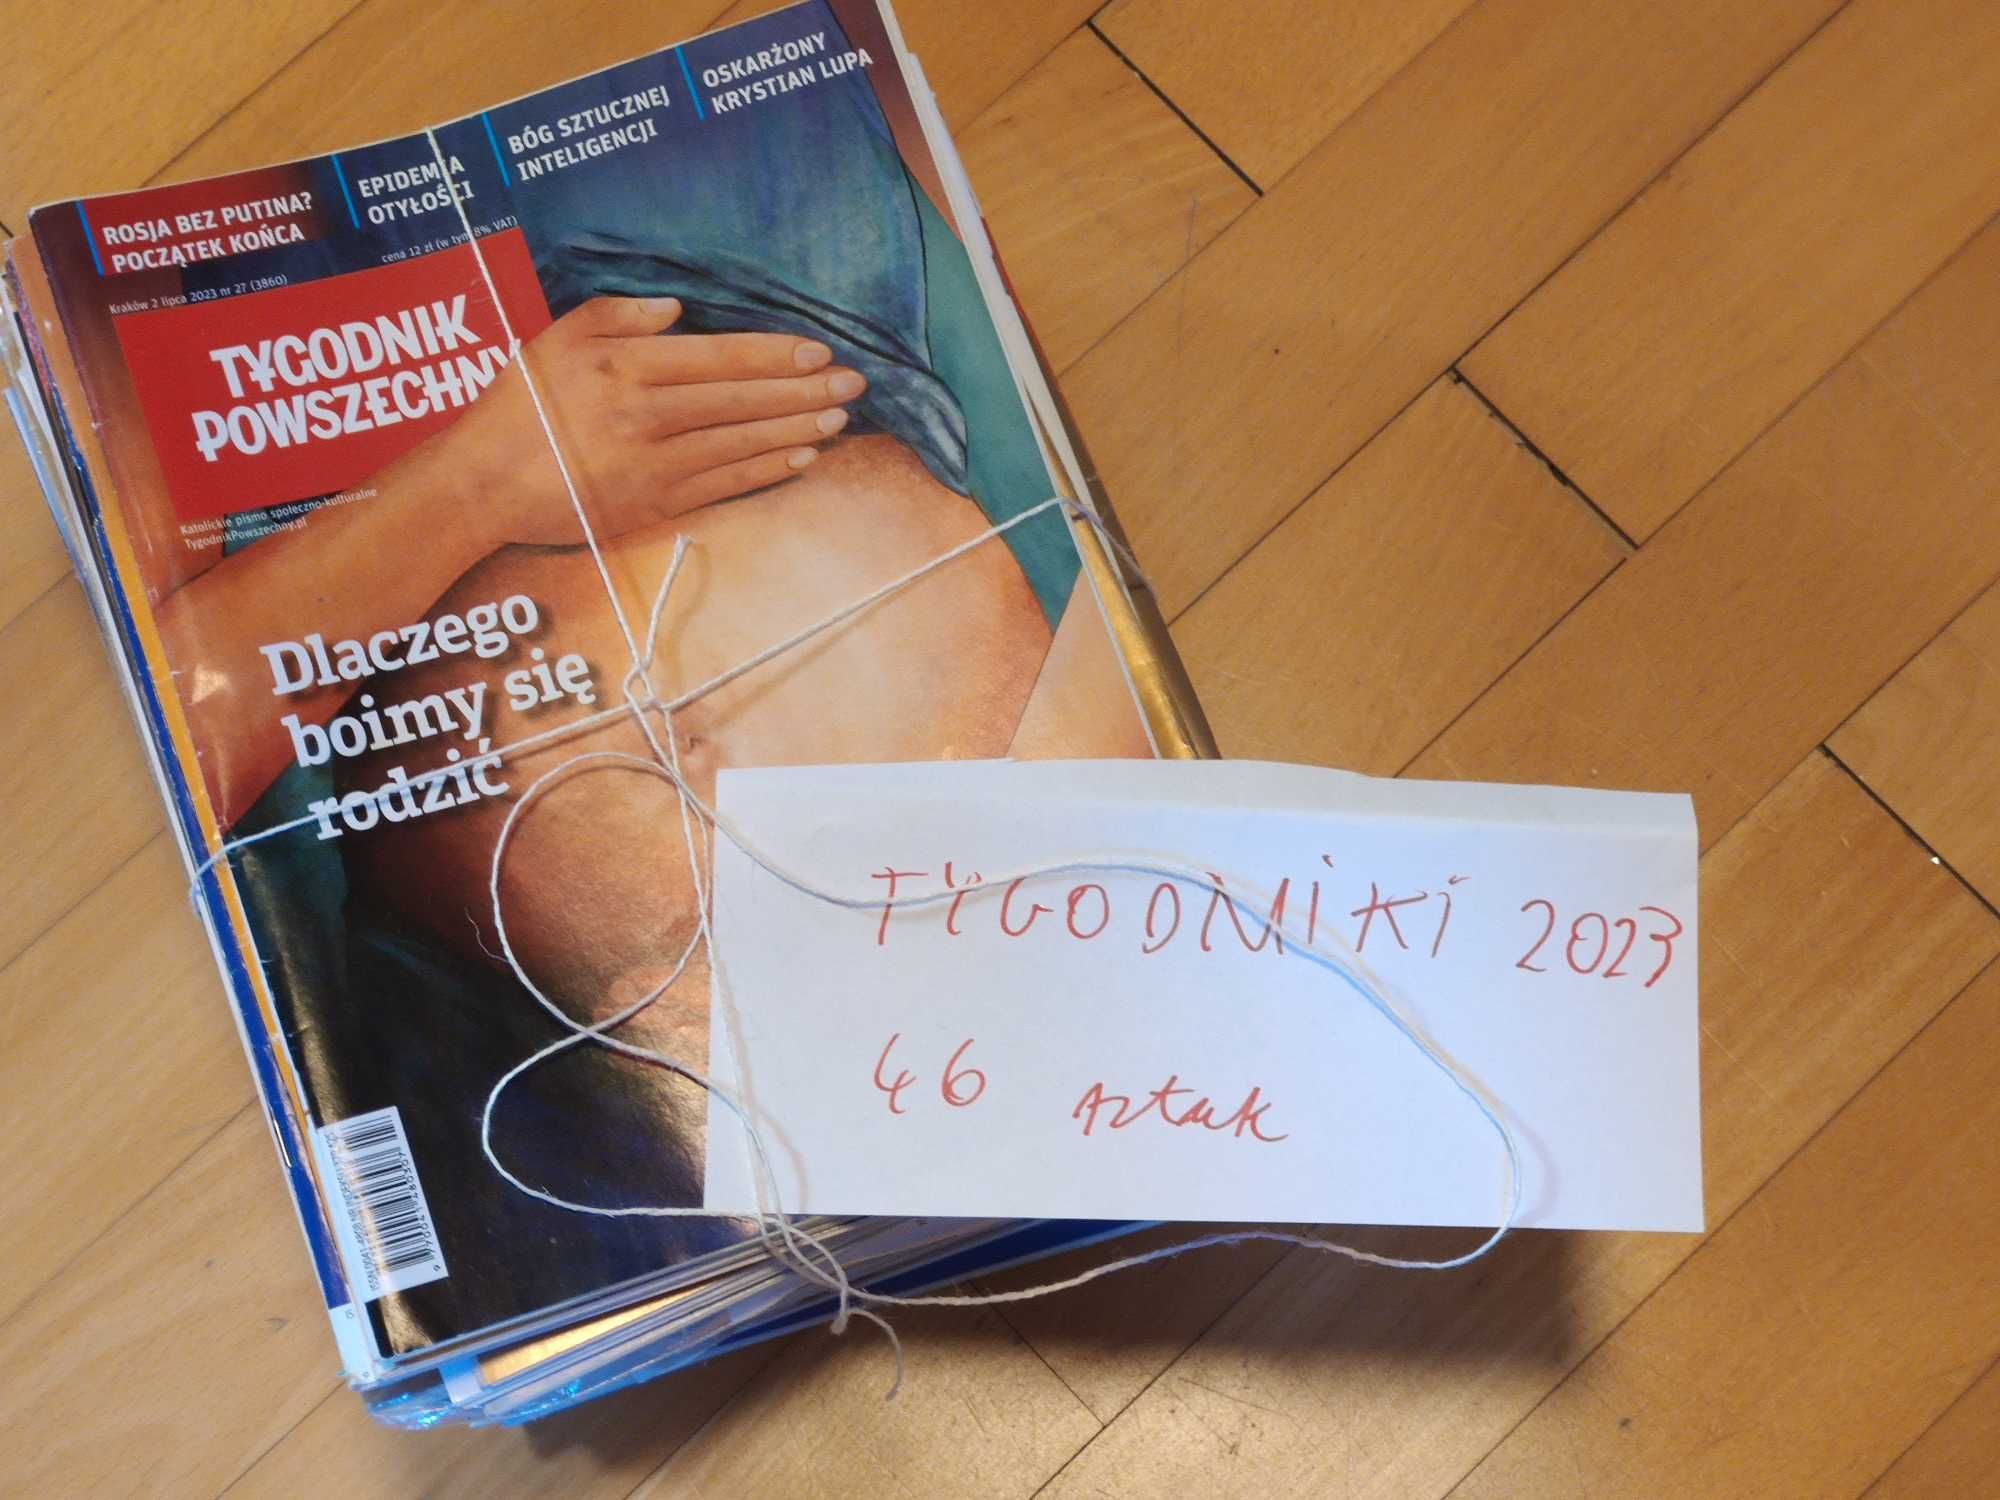 ROSJA BEZ PUTINA?
POCZĄTEK KOŃCA
EPIDEMIA
OTYŁOŚCI
BÓG SZTUCZNEJ
INTELIGENCJI
OSKARŻONY
KRYSTIAN LUPA
Kraków 2 lipca 2023 nr 27 (3860)
cena 12 zł (w tym 8% VAT)
TYGODNIK
POWSZECHNY
Katolickie pismo społeczno-kulturalne
TygodnikPowszechny.pl
Dlaczego
boimy się
rodzić
TYGODNIKI 2023
46 sztuk